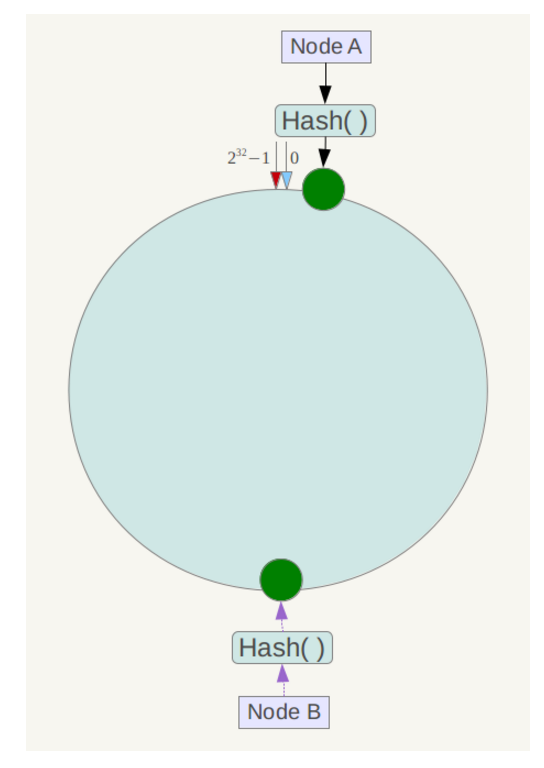 Node A
Hash( )
2³²−1 0
Hash( )
Node B